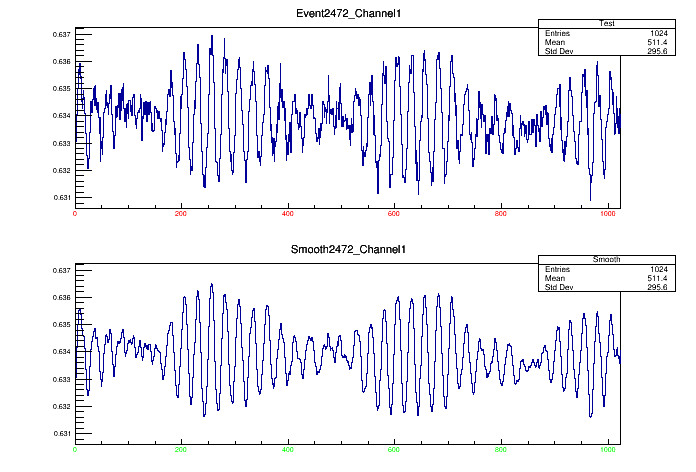 Event2472_Channel1
Test
Entries 1024
Mean 511.4
Std Dev 295.6
0.637
0.636
0.635
0.634
0.633
0.632
0.631
0 200 400 600 800 1000
Smooth2472_Channel1
Smooth
Entries 1024
Mean 511.4
Std Dev 295.6
0.637
0.636
0.635
0.634
0.633
0.632
0.631
0 200 400 600 800 1000